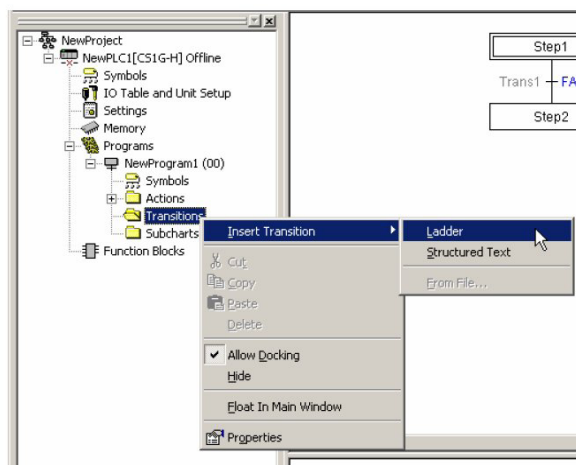 NewProject
NewPLC1[CS1G-H] Offline
Symbols
IO Table and Unit Setup
Settings
Memory
Programs
NewProgram1 (00)
Symbols
Actions
Transitions
Subcharts
Function Blocks
Insert Transition
Cut
Copy
Paste
Delete
Allow Docking
Hide
Float In Main Window
Properties
Ladder
Structured Text
From File...
Step1
Trans1 FA
Step2